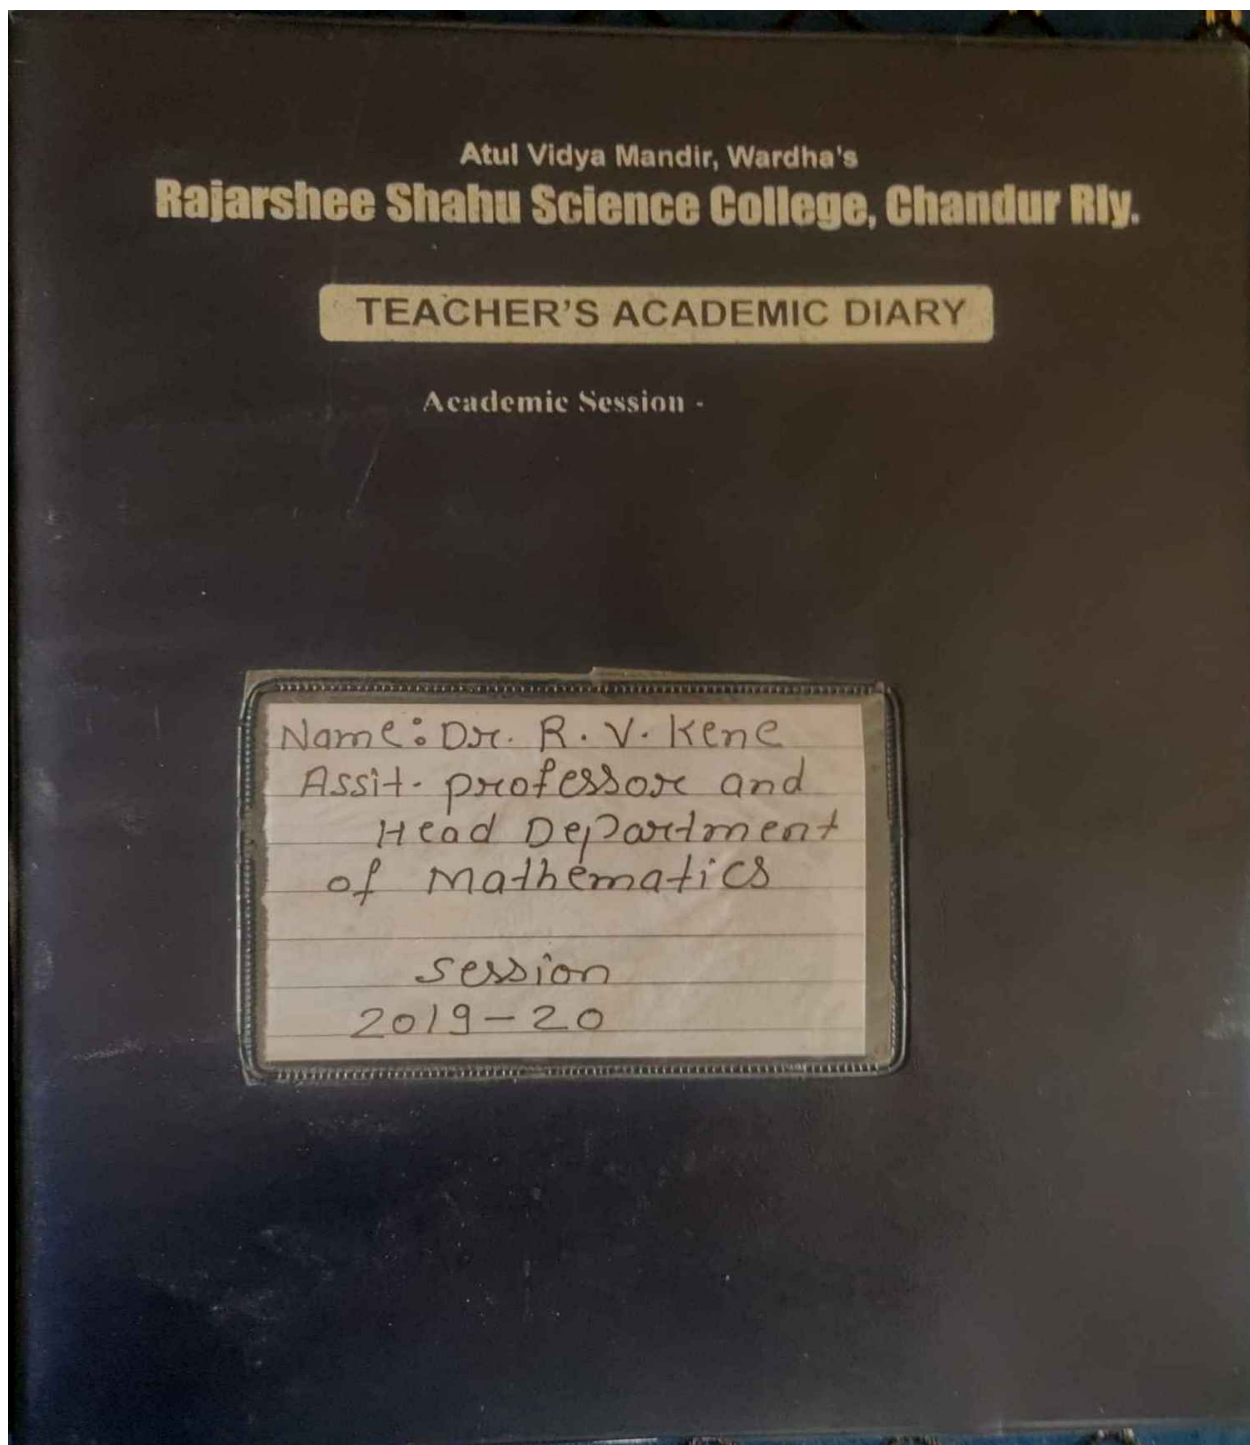 Atul Vidya Mandir, Wardha's
Rajarshee Shahu Science College, Chandur Rly.
TEACHER'S ACADEMIC DIARY
Academic Session -
Name: Dr. R. V. Kene
Assit. professor and
Head Department
of Mathematics
session
2019-20